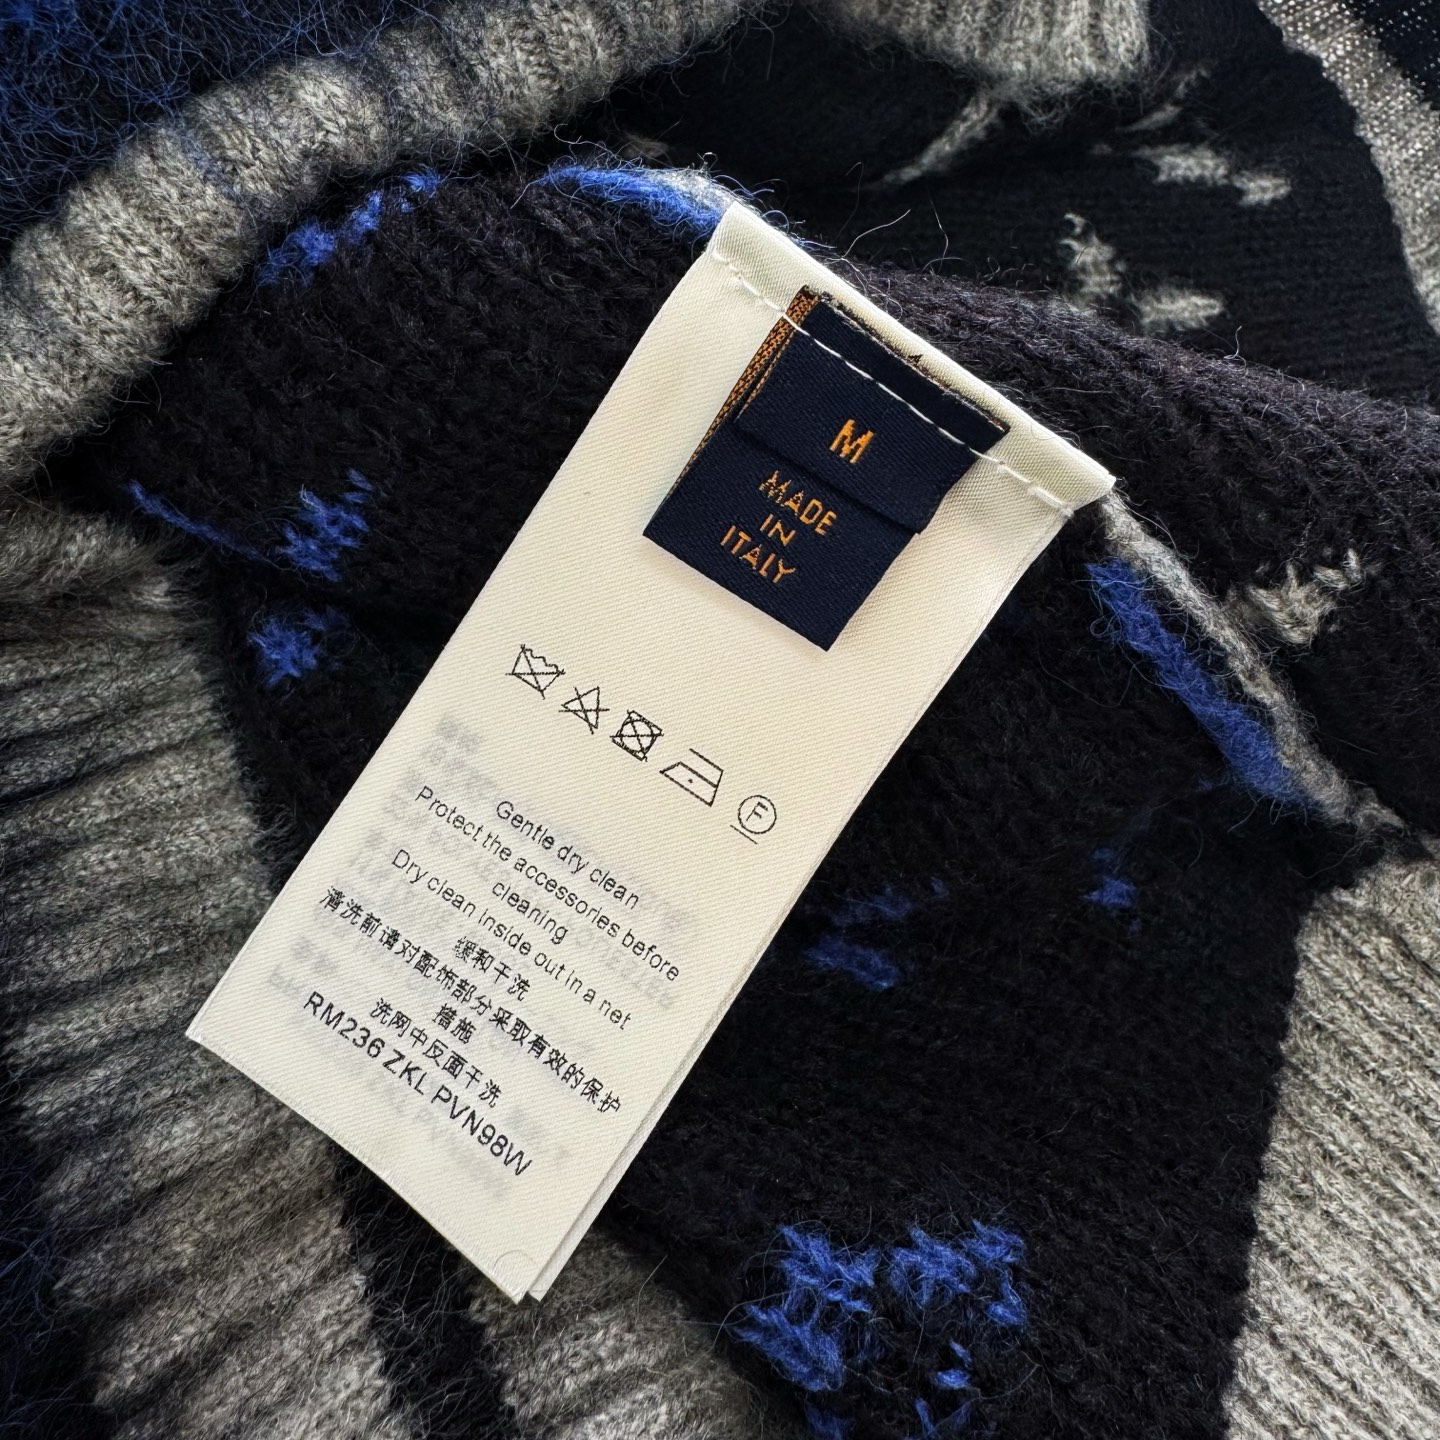 M
MADE
IN
ITALY
F
Gentle dry clean
Protect the accessories before
cleaning
Dry clean inside out in a net
缓和干洗
清洗前请对配饰部分采取有效的保护
措施
洗网中反面干洗
RM236 ZKL PVN98W